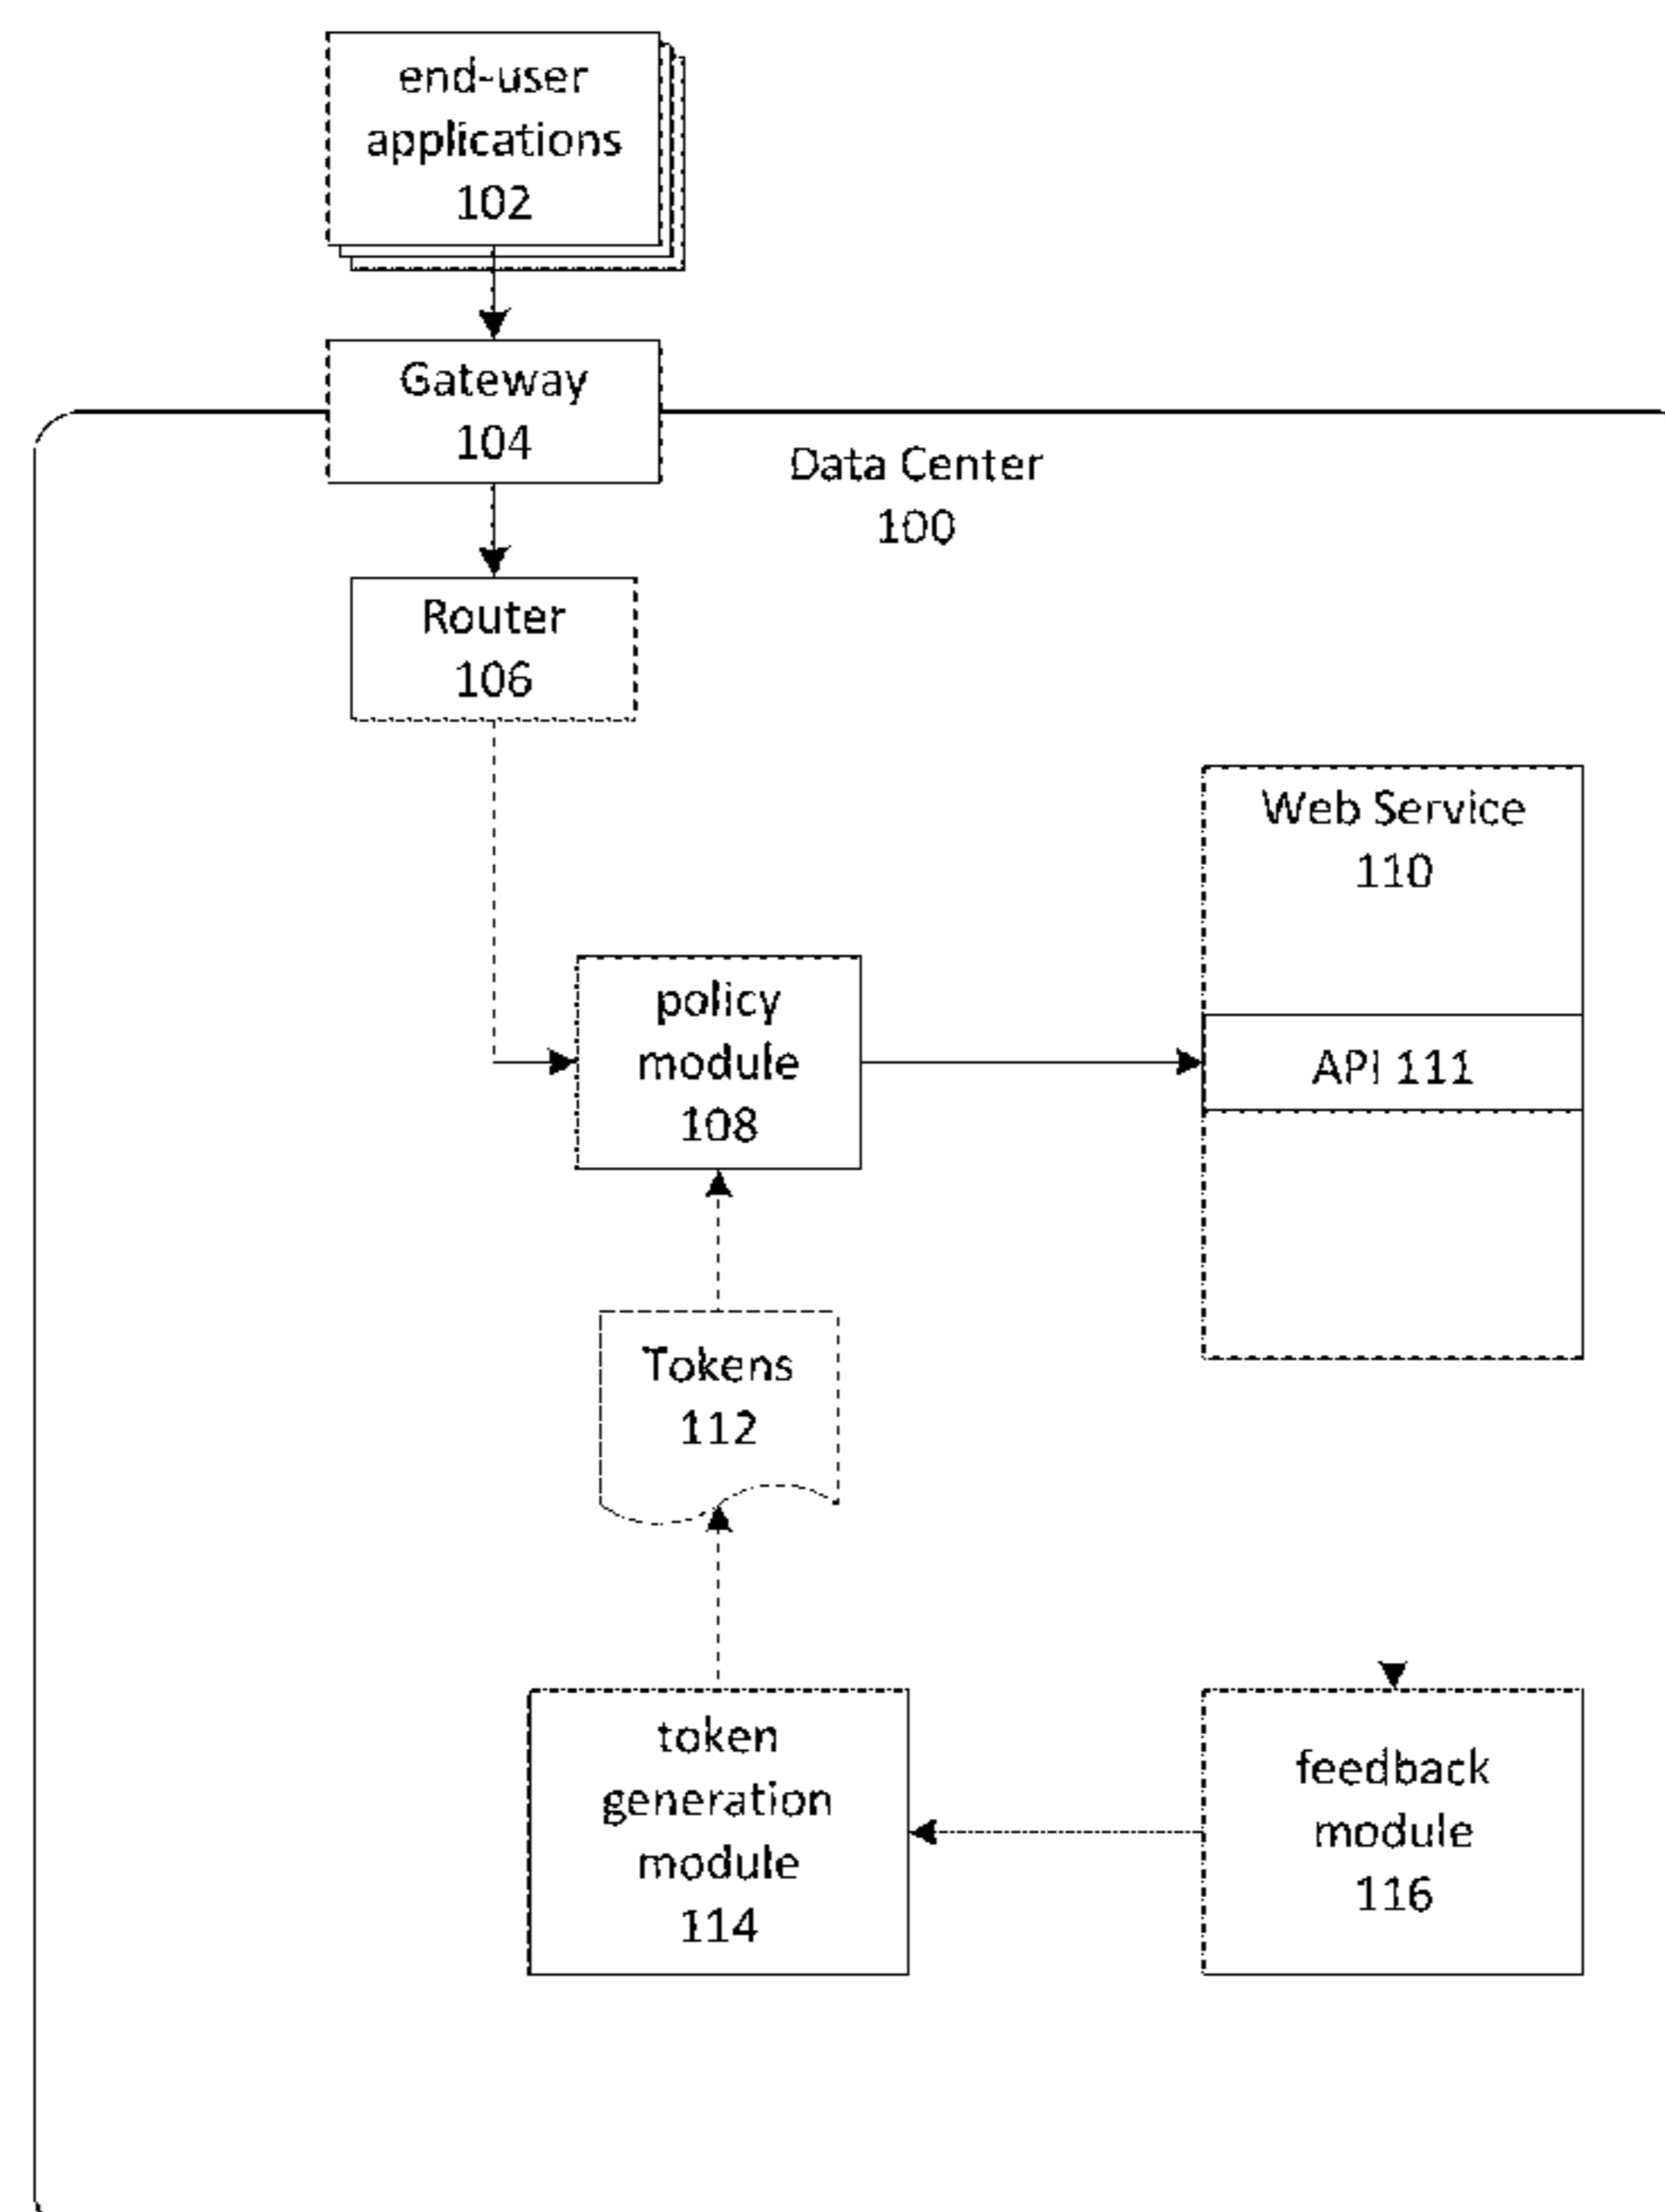 end-user
applications
102
Gateway
104
Data Center
100
Router
106
Web Service
110
policy
module
108
API 111
Tokens
112
token
generation
module
114
feedback
module
116